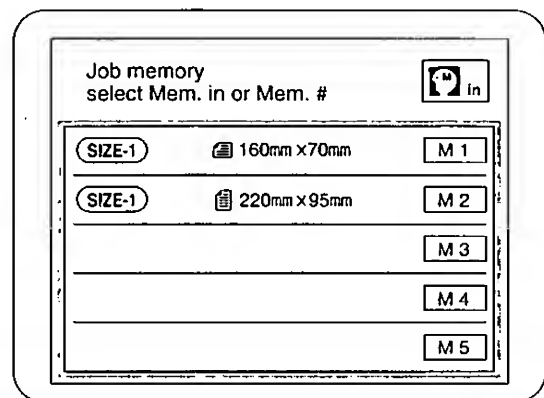 Job memory
select Mem. in or Mem. #
M in
SIZE-1 160mm×70mm M 1
SIZE-1 220mm×95mm M 2
M 3
M 4
M 5